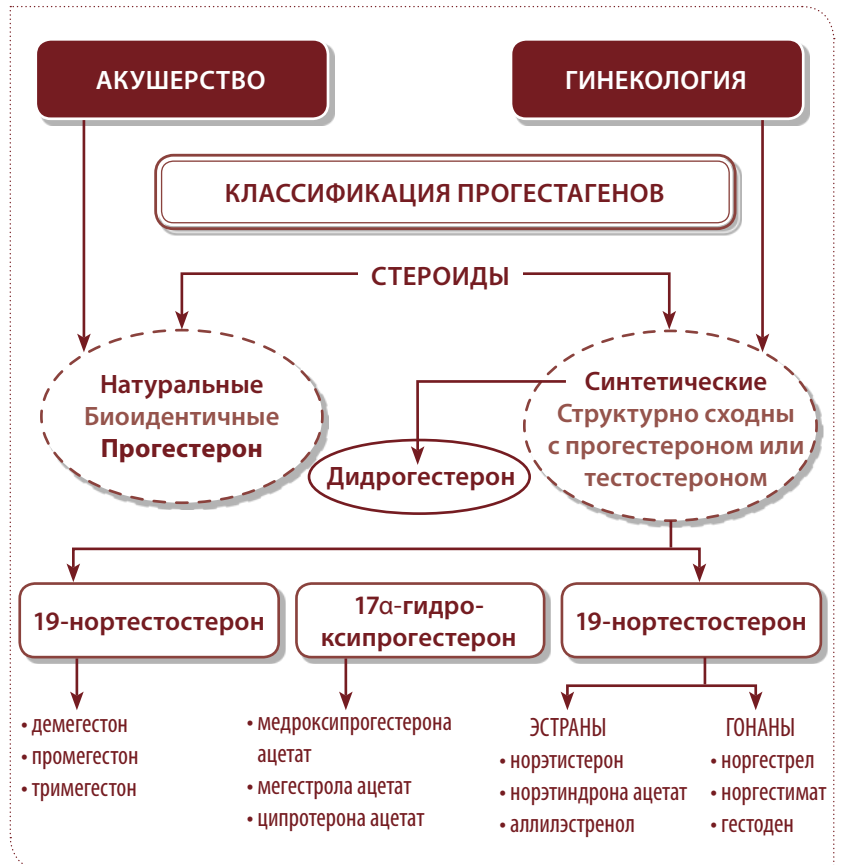 АКУШЕРСТВО
ГИНЕКОЛОГИЯ
КЛАССИФИКАЦИЯ ПРОГЕСТАГЕНОВ
СТЕРОИДЫ
Натуральные
Биоидентичные
Прогестерон
Синтетические
Структурно сходны
с прогестероном или
тестостероном
Дидрогестерон
19-нортестостерон
17α-гидро-
ксипрогестерон
19-нортестостерон
• демегестон
• промегестон
• тримегестон
• медроксипрогестерона
ацетат
• мегестрола ацетат
• ципротерона ацетат
ЭСТРАНЫ
• норэтистерон
• норэтиндрона ацетат
• аллилэстренол
ГОНАНЫ
• норгестрел
• норгестимат
• гестоден